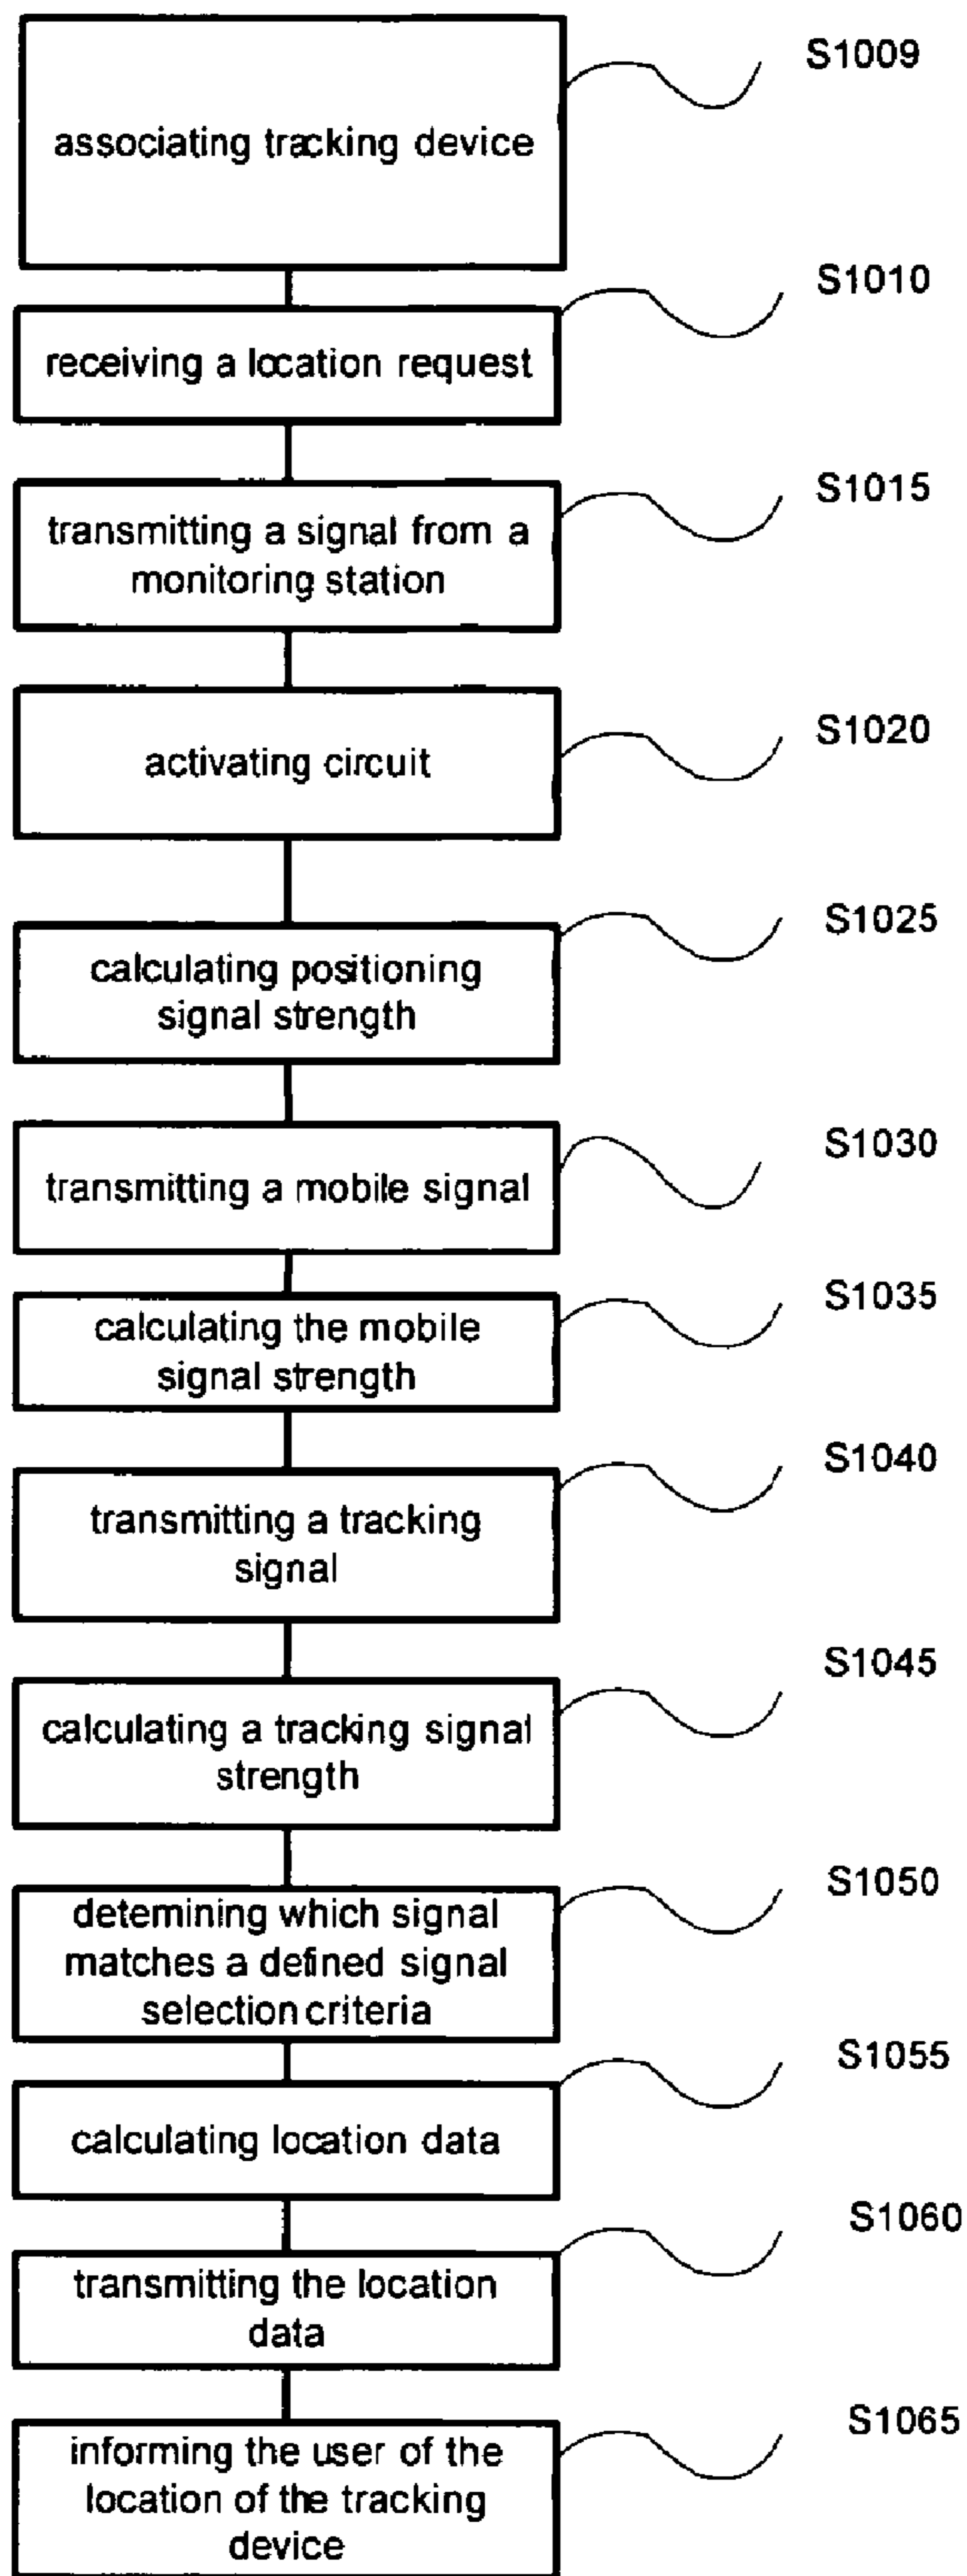 S1009
associating tracking device
S1010
receiving a location request
S1015
transmitting a signal from a
monitoring station
S1020
activating circuit
S1025
calculating positioning
signal strength
S1030
transmitting a mobile signal
S1035
calculating the mobile
signal strength
S1040
transmitting a tracking
signal
S1045
calculating a tracking signal
strength
S1050
detemining which signal
matches a defined signal
selection criteria
S1055
calculating location data
S1060
transmitting the location
data
S1065
informing the user of the
location of the tracking
device